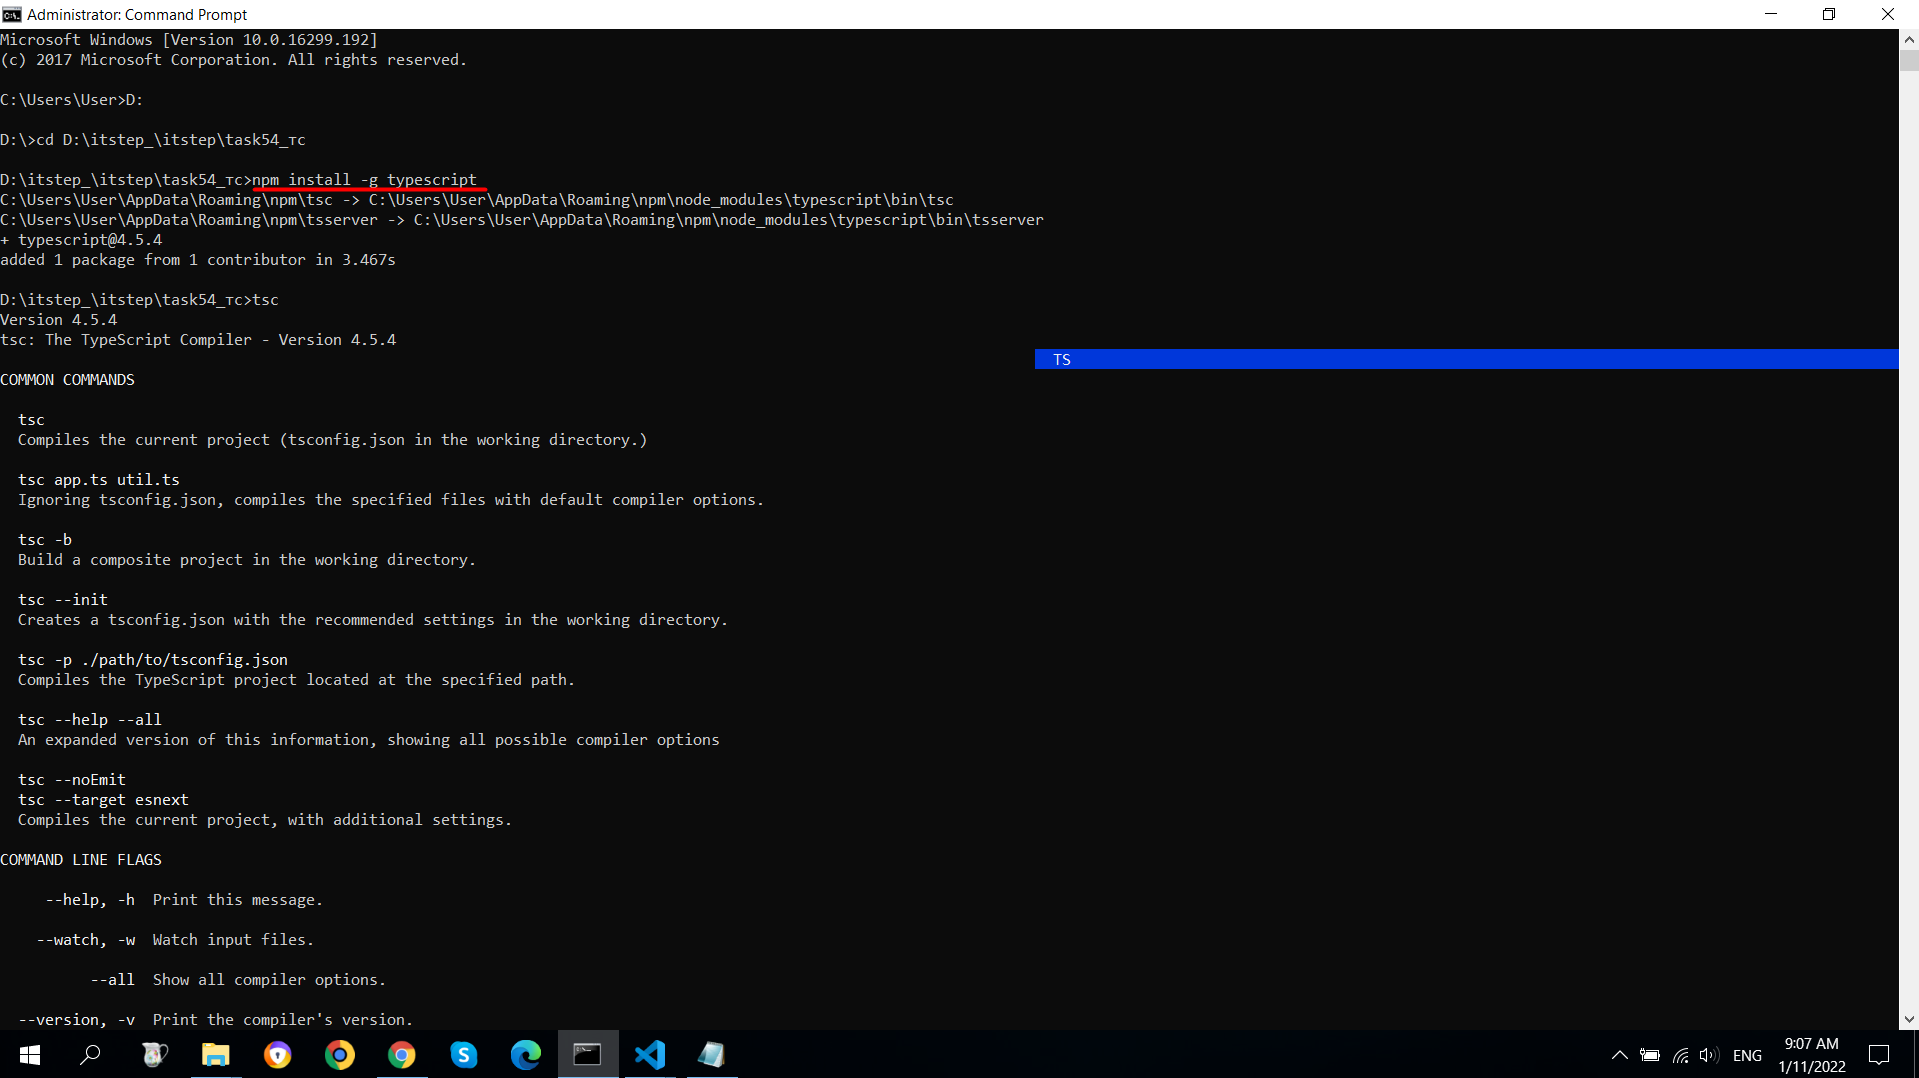 Administrator: Command Prompt
Microsoft Windows [Version 10.0.16299.192]
(c) 2017 Microsoft Corporation. All rights reserved.
C:\Users\User>D:
D:\>cd D:\itstep_\itstep\task54_тс
D:\itstep_\itstep\task54_тс>npm install -g typescript
C:\Users\User\AppData\Roaming\npm\tsc -> C:\Users\User\AppData\Roaming\npm\node_modules\typescript\bin\tsc
C:\Users\User\AppData\Roaming\npm\tsserver -> C:\Users\User\AppData\Roaming\npm\node_modules\typescript\bin\tsserver
+ typescript@4.5.4
added 1 package from 1 contributor in 3.467s
D:\itstep_\itstep\task54_тс>tsc
Version 4.5.4
tsc: The TypeScript Compiler - Version 4.5.4
TS
COMMON COMMANDS
tsc
Compiles the current project (tsconfig.json in the working directory.)
tsc app.ts util.ts
Ignoring tsconfig.json, compiles the specified files with default compiler options.
tsc -b
Build a composite project in the working directory.
tsc --init
Creates a tsconfig.json with the recommended settings in the working directory.
tsc -p ./path/to/tsconfig.json
Compiles the TypeScript project located at the specified path.
tsc --help --all
An expanded version of this information, showing all possible compiler options
tsc --noEmit
tsc --target esnext
Compiles the current project, with additional settings.
COMMAND LINE FLAGS
--help, -h  Print this message.
--watch, -w  Watch input files.
--all  Show all compiler options.
--version, -v  Print the compiler's version.
ENG
9:07 AM
1/11/2022